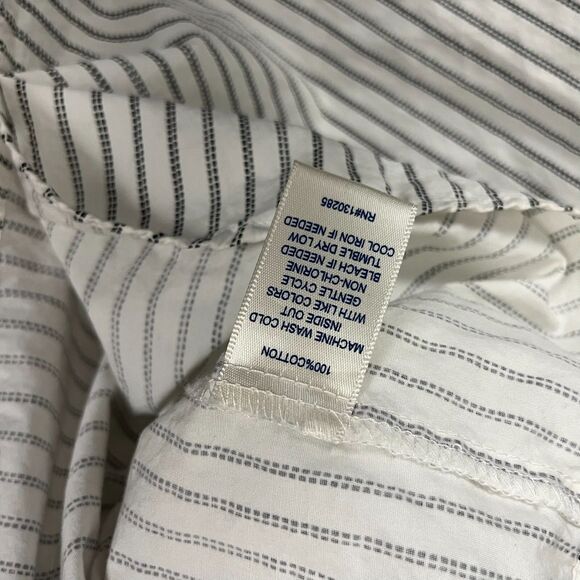 100%COTTON
MACHINE WASH COLD
INSIDE OUT
WITH LIKE COLORS
GENTLE CYCLE
NON-CHLORINE
BLEACH IF NEEDED
TUMBLE DRY LOW
COOL IRON IF NEEDED
RN#130286